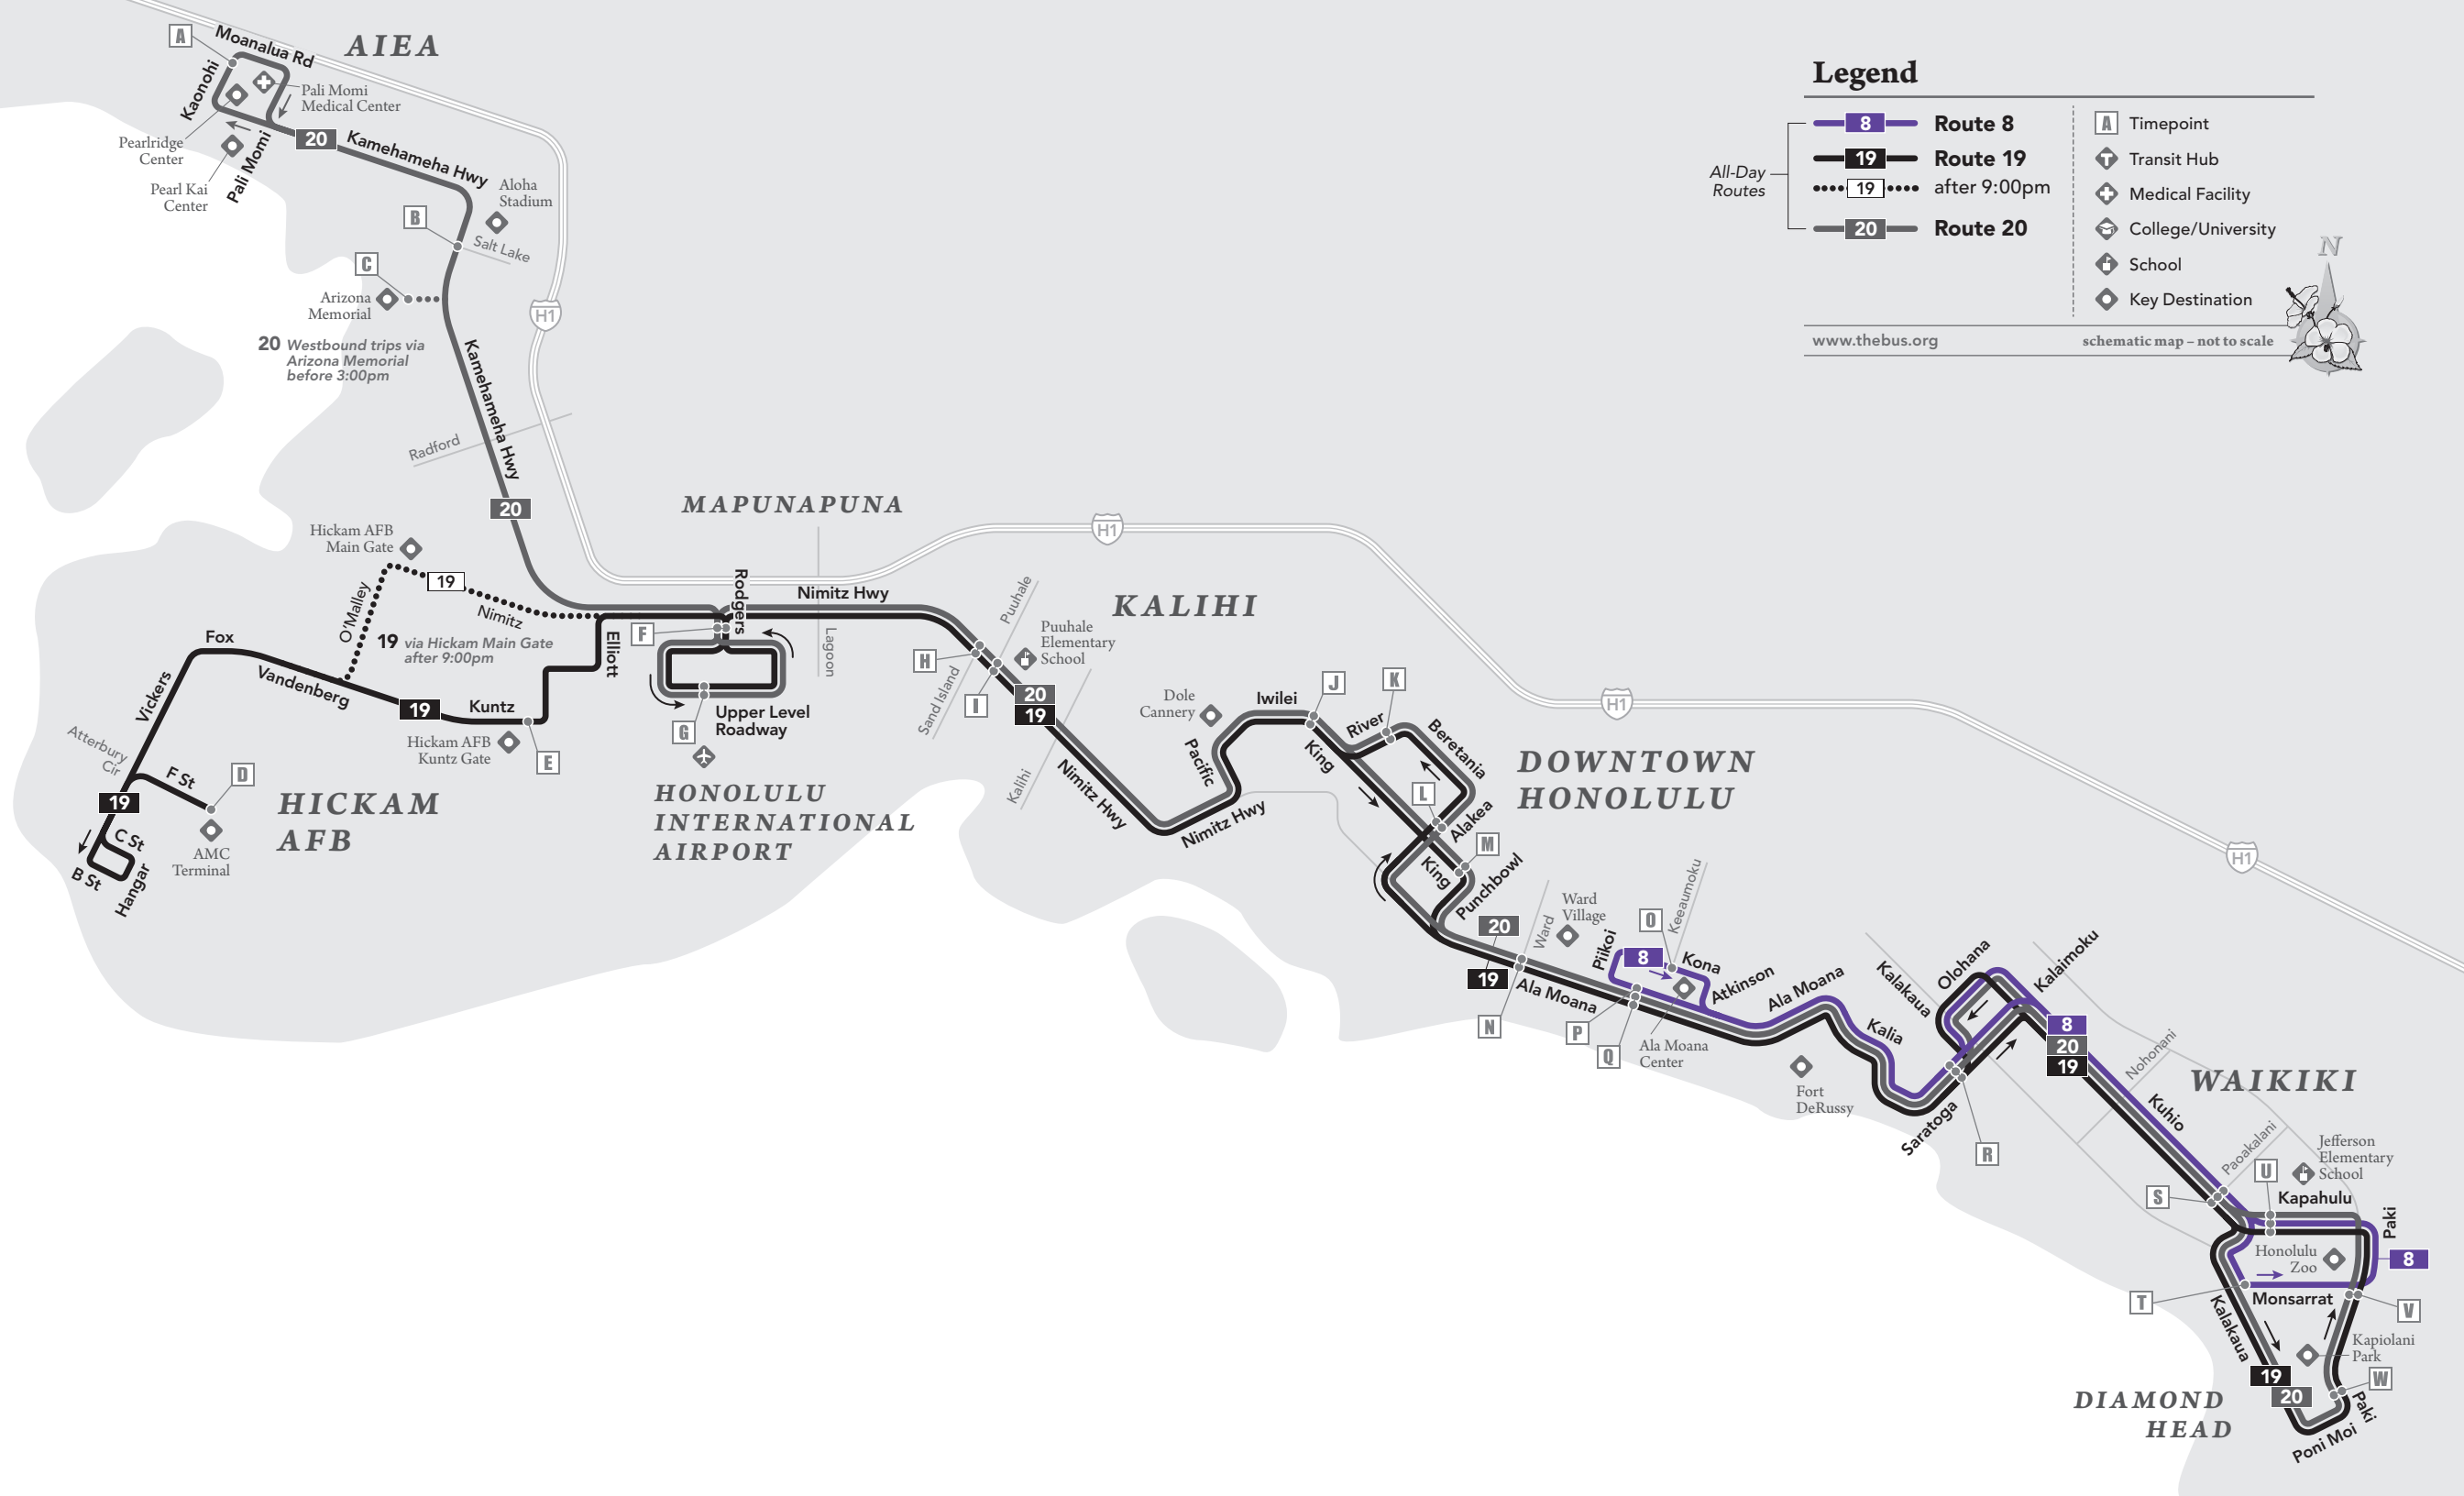 AIEA
A
Moanalua Rd
Kaonohi
Pali Momi
Medical Center
Pearlridge
Center
Pearl Kai
Center
Pali Momi
20
Kamehameha Hwy
Aloha
Stadium
B
Salt Lake
C
Arizona
Memorial
20 Westbound trips via
Arizona Memorial
before 3:00pm
H1
Kamehameha Hwy
Radford
20
Legend
All-Day
Routes
8 Route 8
19 Route 19
19 after 9:00pm
20 Route 20
A Timepoint
Transit Hub
Medical Facility
College/University
School
Key Destination
N
www.thebus.org
schematic map – not to scale
MAPUNAPUNA
H1
Hickam AFB
Main Gate
19
Nimitz
O'Malley
19 via Hickam Main Gate
after 9:00pm
Elliott
Fox
Vickers
Vandenberg
19
Kuntz
Hickam AFB
Kuntz Gate
E
Atterbury
Cir
F St
D
19
C St
B St
Hangar
AMC
Terminal
HICKAM
AFB
F
Rodgers
Nimitz Hwy
Lagoon
G
Upper Level
Roadway
HONOLULU
INTERNATIONAL
AIRPORT
KALIHI
Puuhale
Puuhale
Elementary
School
H
Sand Island
I
20
19
Kalihi
Nimitz Hwy
Nimitz Hwy
Dole
Cannery
Pacific
Iwilei
J
King
River
K
Beretania
H1
DOWNTOWN
HONOLULU
L
Alakea
M
King
Punchbowl
20
19
Ward
Ward
Village
N
Ala Moana
Piikoi
8
O
Keeaumoku
Kona
Atkinson
P
Q
Ala Moana
Center
Ala Moana
Kalia
Fort
DeRussy
Saratoga
R
Kalakaua
Olohana
Kalaimoku
H1
8
20
19
Nohonani
WAIKIKI
Kuhio
Paoakalani
Jefferson
Elementary
School
S
U
Kapahulu
Paki
Honolulu
Zoo
8
T
Monsarrat
V
Kalakaua
Kapiolani
Park
19
20
W
Paki
Poni Moi
DIAMOND
HEAD